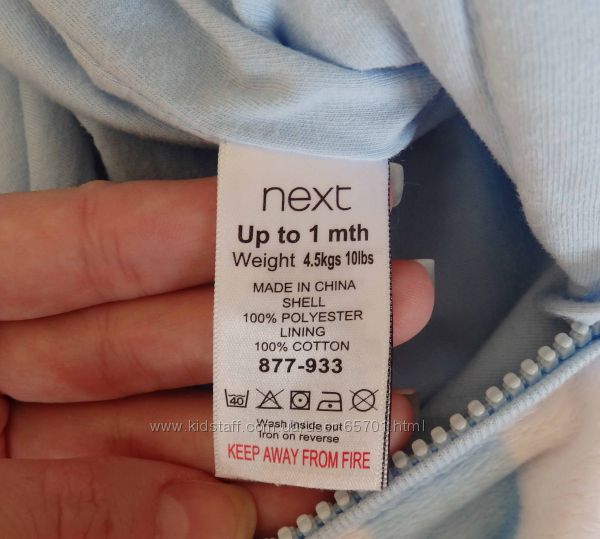 next
Up to 1 mth
Weight 4.5kgs 10lbs
MADE IN CHINA
SHELL
100% POLYESTER
LINING
100% COTTON
877-933
40
Wash inside out
Iron on reverse
KEEP AWAY FROM FIRE